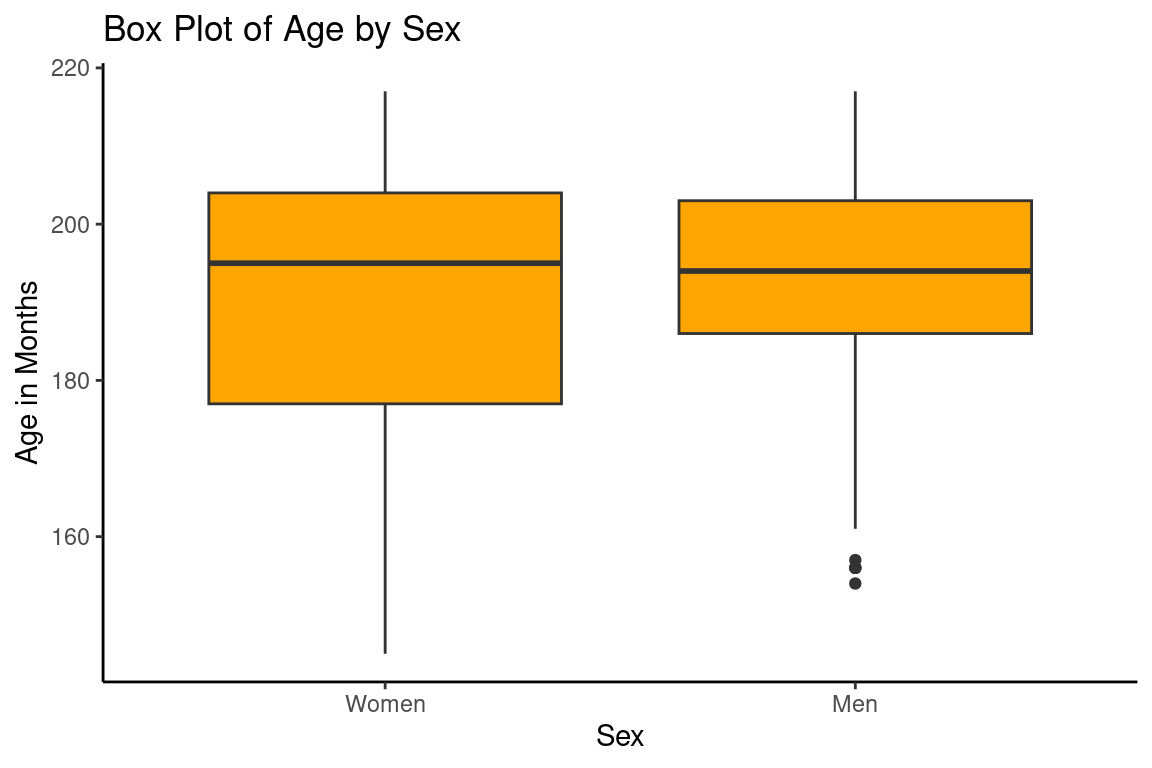 Box Plot of Age by Sex
220
200
180
160
Age in Months
Women
Men
Sex